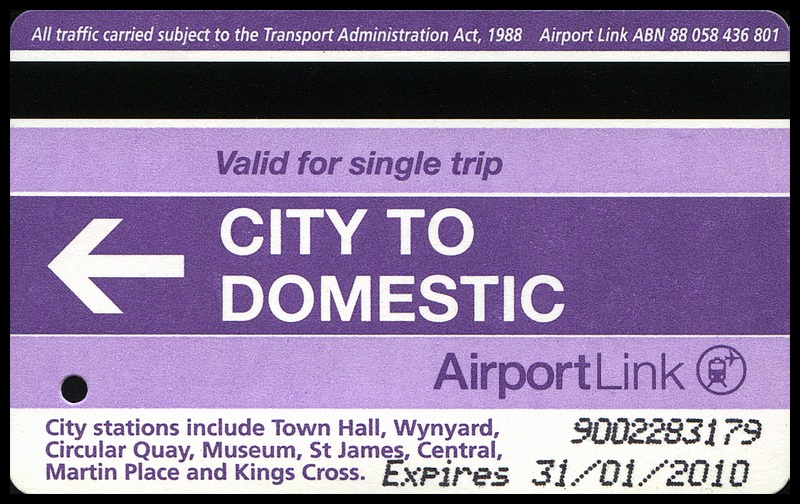 All traffic carried subject to the Transport Administration Act, 1988 Airport Link ABN 88 058 436 801
Valid for single trip
CITY TO
DOMESTIC
AirportLink
City stations include Town Hall, Wynyard,
Circular Quay, Museum, St James, Central,
Martin Place and Kings Cross.
9002283179
Expires 31/01/2010